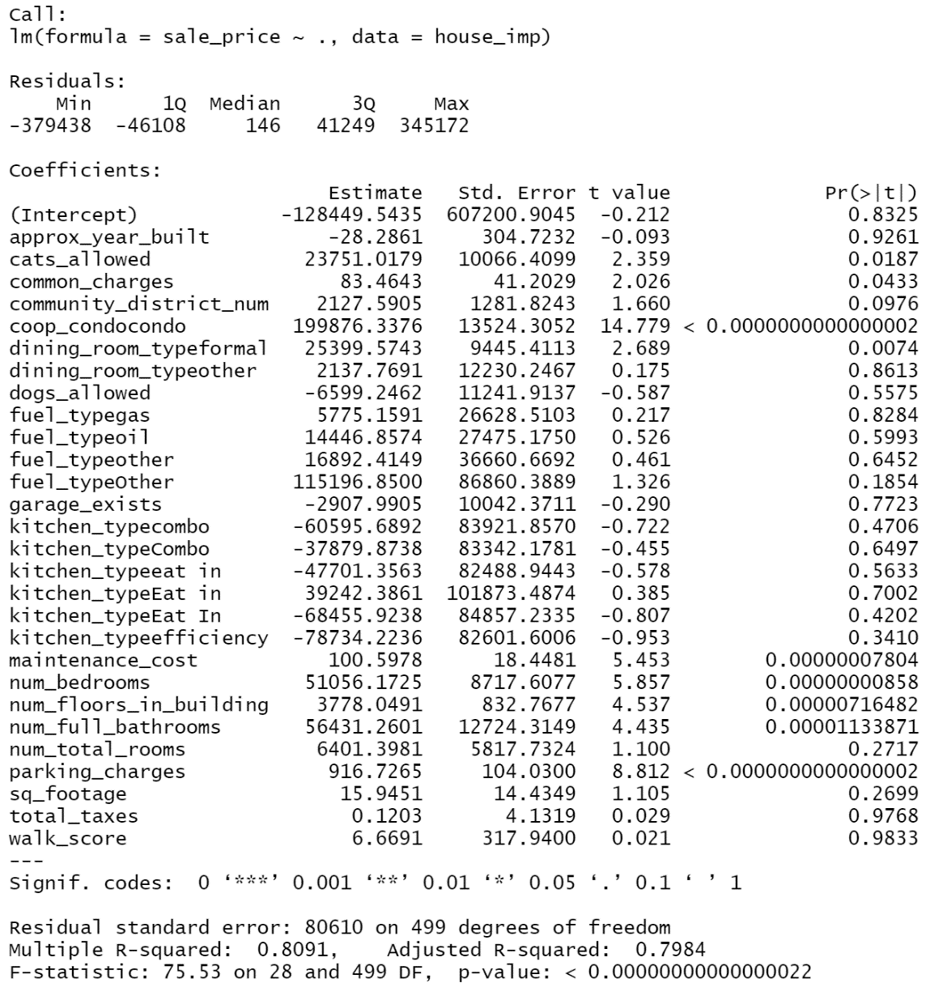 Call:
lm(formula = sale_price ~ ., data = house_imp)
Residuals:
Min 1Q Median 3Q Max
-379438 -46108 146 41249 345172
Coefficients:
Estimate Std. Error t value Pr(>|t|)
(Intercept) -128449.5435 607200.9045 -0.212 0.8325
approx_year_built -28.2861 304.7232 -0.093 0.9261
cats_allowed 23751.0179 10066.4099 2.359 0.0187
common_charges 83.4643 41.2029 2.026 0.0433
community_district_num 2127.5905 1281.8243 1.660 0.0976
coop_condocondo 199876.3376 13524.3052 14.779 < 0.0000000000000002
dining_room_typeformal 25399.5743 9445.4113 2.689 0.0074
dining_room_typeother 2137.7691 12230.2467 0.175 0.8613
dogs_allowed -6599.2462 11241.9137 -0.587 0.5575
fuel_typegas 5775.1591 26628.5103 0.217 0.8284
fuel_typeoil 14446.8574 27475.1750 0.526 0.5993
fuel_typeother 16892.4149 36660.6692 0.461 0.6452
fuel_typeOther 115196.8500 86860.3889 1.326 0.1854
garage_exists -2907.9905 10042.3711 -0.290 0.7723
kitchen_typecombo -60595.6892 83921.8570 -0.722 0.4706
kitchen_typeCombo -37879.8738 83342.1781 -0.455 0.6497
kitchen_typeeat in -47701.3563 82488.9443 -0.578 0.5633
kitchen_typeEat in 39242.3861 101873.4874 0.385 0.7002
kitchen_typeEat In -68455.9238 84857.2335 -0.807 0.4202
kitchen_typeefficiency -78734.2236 82601.6006 -0.953 0.3410
maintenance_cost 100.5978 18.4481 5.453 0.00000007804
num_bedrooms 51056.1725 8717.6077 5.857 0.00000000858
num_floors_in_building 3778.0491 832.7677 4.537 0.00000716482
num_full_bathrooms 56431.2601 12724.3149 4.435 0.00001133871
num_total_rooms 6401.3981 5817.7324 1.100 0.2717
parking_charges 916.7265 104.0300 8.812 < 0.0000000000000002
sq_footage 15.9451 14.4349 1.105 0.2699
total_taxes 0.1203 4.1319 0.029 0.9768
walk_score 6.6691 317.9400 0.021 0.9833
---
Signif. codes: 0 ‘***’ 0.001 ‘**’ 0.01 ‘*’ 0.05 ‘.’ 0.1 ‘ ’ 1
Residual standard error: 80610 on 499 degrees of freedom
Multiple R-squared: 0.8091, Adjusted R-squared: 0.7984
F-statistic: 75.53 on 28 and 499 DF, p-value: < 0.00000000000000022